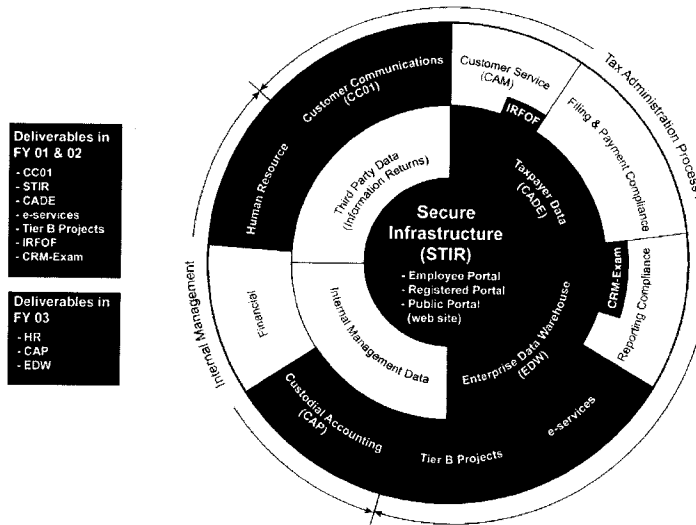 Deliverables in
FY 01 & 02
- CC01
- STIR
- CADE
- e-services
- Tier B Projects
- IRFOF
- CRM-Exam
Deliverables in
FY 03
- HR
- CAP
- EDW
Tax Administration Processes
Internal Management
Customer Communications
(CC01)
Customer Service
(CAM)
IRFOF
Filing & Payment Compliance
CRM-Exam
Reporting Compliance
e-services
Tier B Projects
Custodial Accounting
(CAP)
Financial
Human Resource
Third Party Data
(Information Returns)
Taxpayer Data
(CADE)
Enterprise Data Warehouse
(EDW)
Internal Management Data
Secure
Infrastructure
(STIR)
- Employee Portal
- Registered Portal
- Public Portal
(web site)